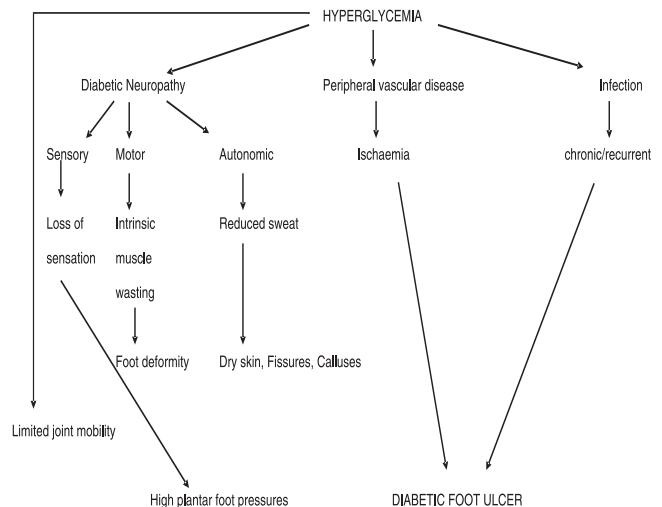 HYPERGLYCEMIA
Diabetic Neuropathy
Peripheral vascular disease
Infection
Sensory
Motor
Autonomic
Ischaemia
chronic/recurrent
Loss of
sensation
Intrinsic
muscle
wasting
Reduced sweat
Foot deformity
Dry skin, Fissures, Calluses
Limited joint mobility
High plantar foot pressures
DIABETIC FOOT ULCER